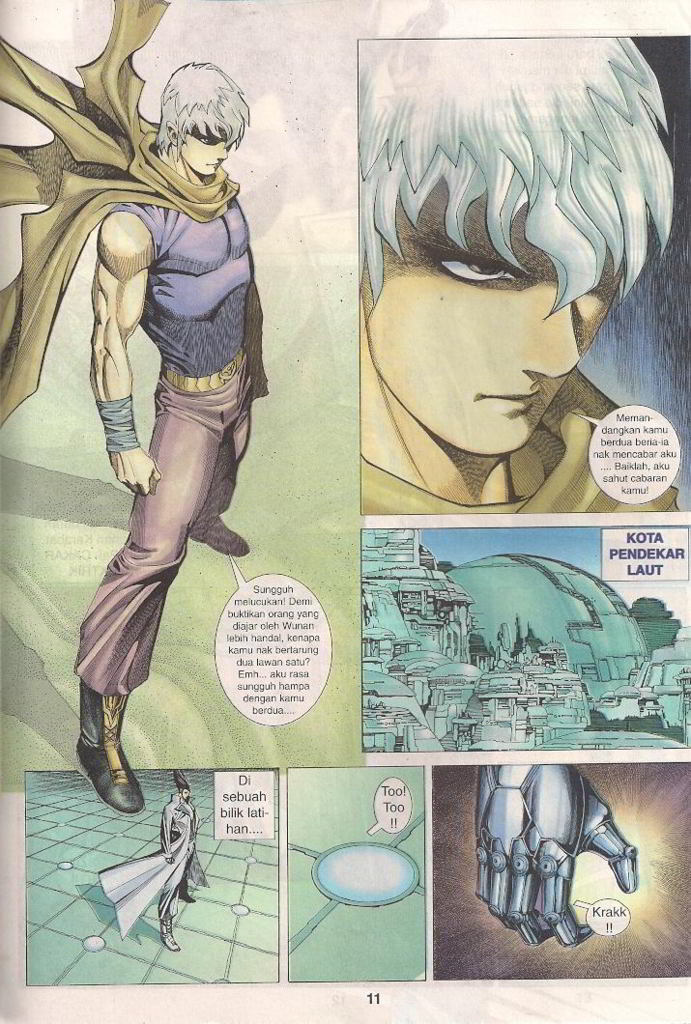 Sungguh
melucukan! Demi
buktikan orang yang
diajar oleh Wunan
lebih handal, kenapa
kamu nak bertarung
dua lawan satu?
Emh... aku rasa
sungguh hampa
dengan kamu
berdua....
Meman-
dangkan kamu
berdua beria-ia
nak mencabar aku
.... Baiklah, aku
sahut cabaran
kamu!
KOTA
PENDEKAR
LAUT
Di
sebuah
bilik lati-
han....
Too!
Too
!!
Krakk
!!
11